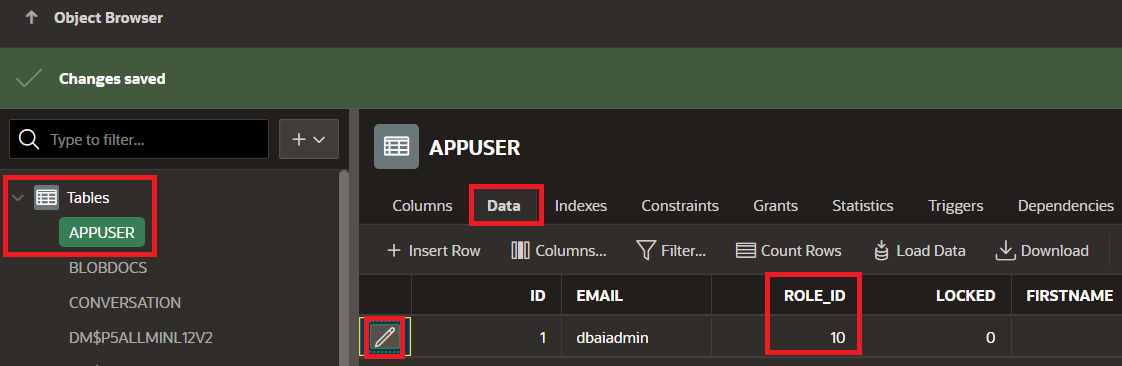 Object Browser
Changes saved
Type to filter...
Tables
APPUSER
BLOBDOCS
CONVERSATION
DM$P5ALLMINL12V2
APPUSER
Columns Data Indexes Constraints Grants Statistics Triggers Dependencies
Insert Row Columns... Filter... Count Rows Load Data Download
ID EMAIL ROLE_ID LOCKED FIRSTNAME
1 dbaiadmin 10 0